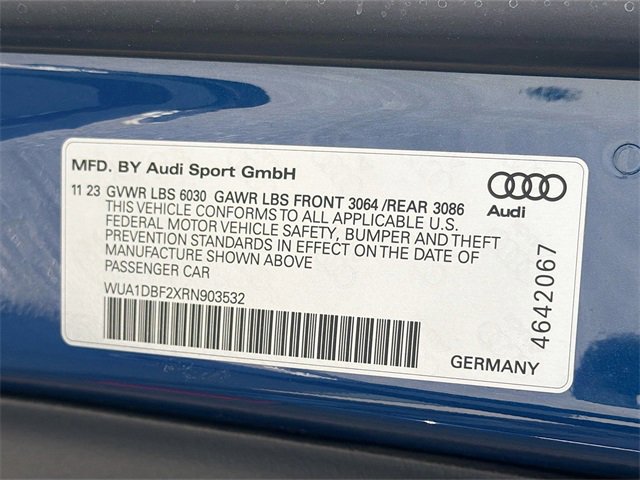 MFD. BY Audi Sport GmbH
11 23 GVWR LBS 6030 GAWR LBS FRONT 3064 /REAR 3086
THIS VEHICLE CONFORMS TO ALL APPLICABLE U.S.
FEDERAL MOTOR VEHICLE SAFETY, BUMPER AND THEFT
PREVENTION STANDARDS IN EFFECT ON THE DATE OF
MANUFACTURE SHOWN ABOVE
PASSENGER CAR
WUA1DBF2XRN903532
Audi
4642067
GERMANY